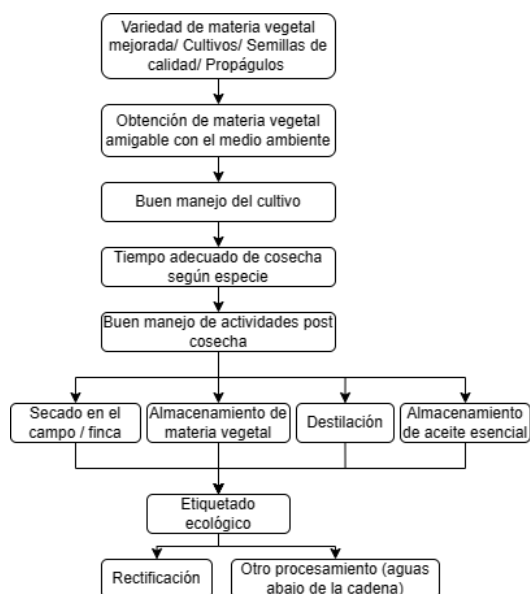 Variedad de materia vegetal
mejorada/ Cultivos/ Semillas de
calidad/ Propágulos
Obtención de materia vegetal
amigable con el medio ambiente
Buen manejo del cultivo
Tiempo adecuado de cosecha
según especie
Buen manejo de actividades post
cosecha
Secado en el
campo / finca
Almacenamiento de
materia vegetal
Destilación
Almacenamiento
de aceite esencial
Etiquetado
ecológico
Rectificación
Otro procesamiento (aguas
abajo de la cadena)